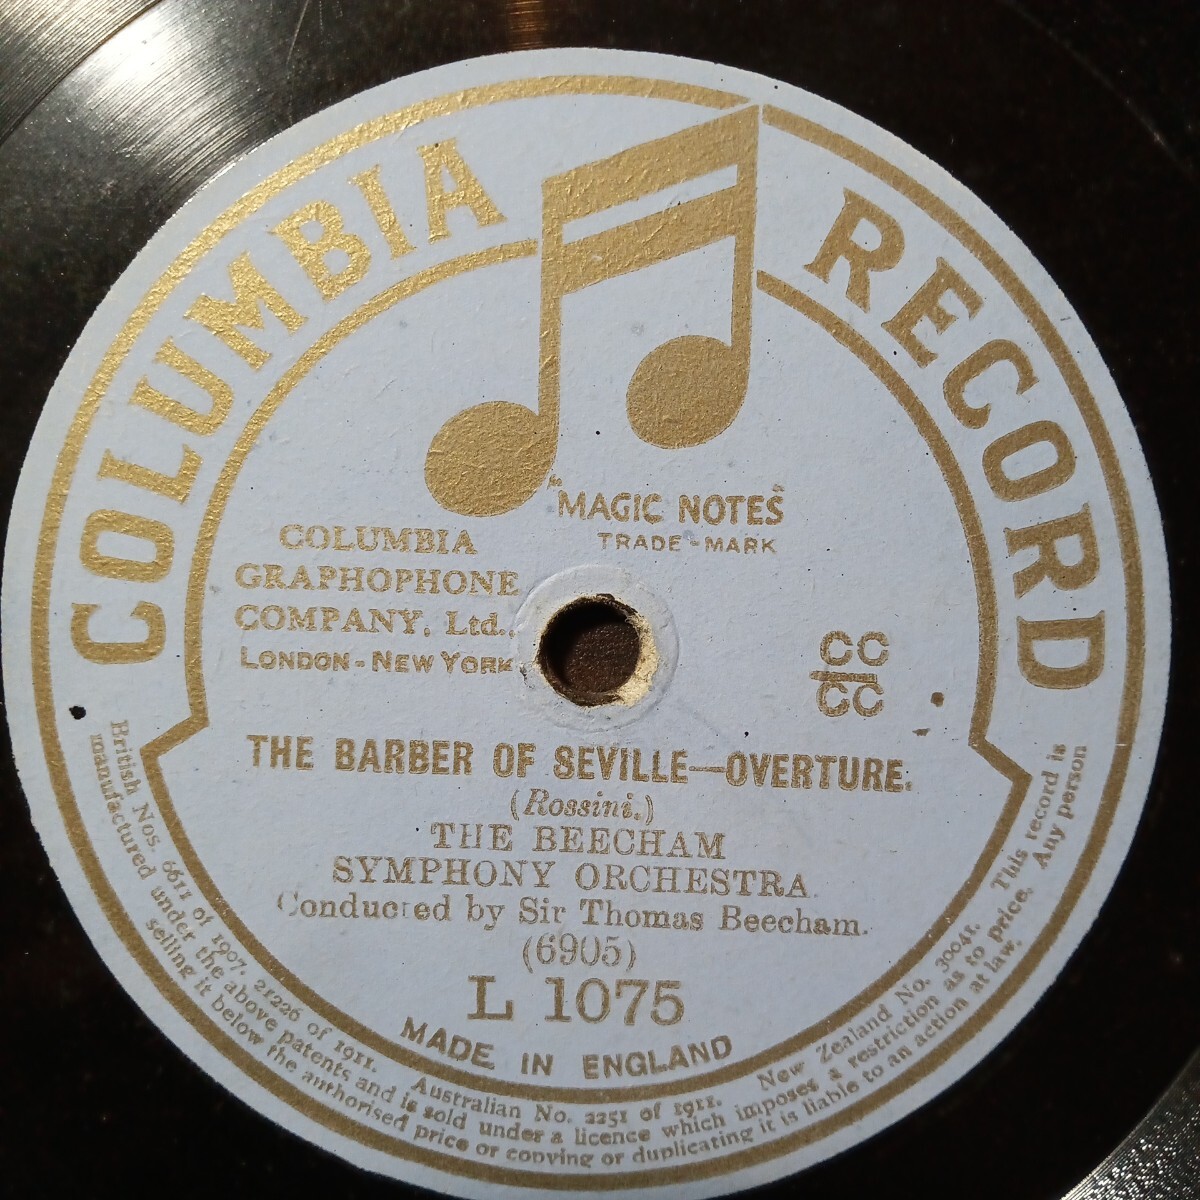 COLUMBIA RECORD
"MAGIC NOTES"
TRADE-MARK
COLUMBIA
GRAPHOPHONE
COMPANY, Ltd.,
LONDON - NEW YORK
CC
CC
THE BARBER OF SEVILLE—OVERTURE.
(Rossini.)
THE BEECHAM
SYMPHONY ORCHESTRA.
Conducted by Sir Thomas Beecham.
(6905)
L 1075
MADE IN ENGLAND
British Nos. 6611 of 1907. 21226 of 1911. Australian No. 2251 of 1911. New Zealand No. 30041. This record is
manufactured under the above patents and is sold under a licence which imposes a restriction as to price. Any person
selling it below the authorised price or copying or duplicating it is liable to an action at law.